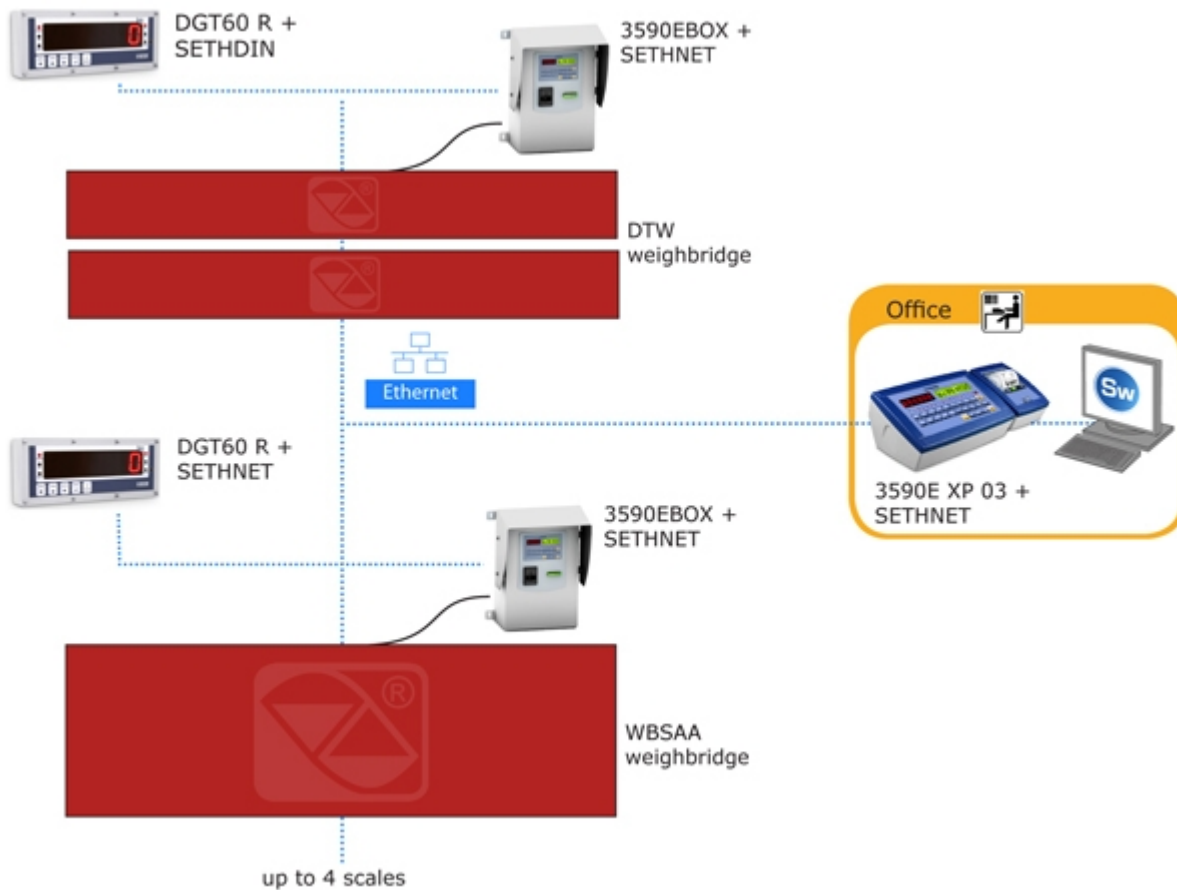 DGT60 R +
SETHDIN
3590EBOX +
SETHNET
DTW
weighbridge
Office
Ethernet
Sw
DGT60 R +
SETHNET
3590EBOX +
SETHNET
3590E XP 03 +
SETHNET
WBSAA
weighbridge
®
up to 4 scales